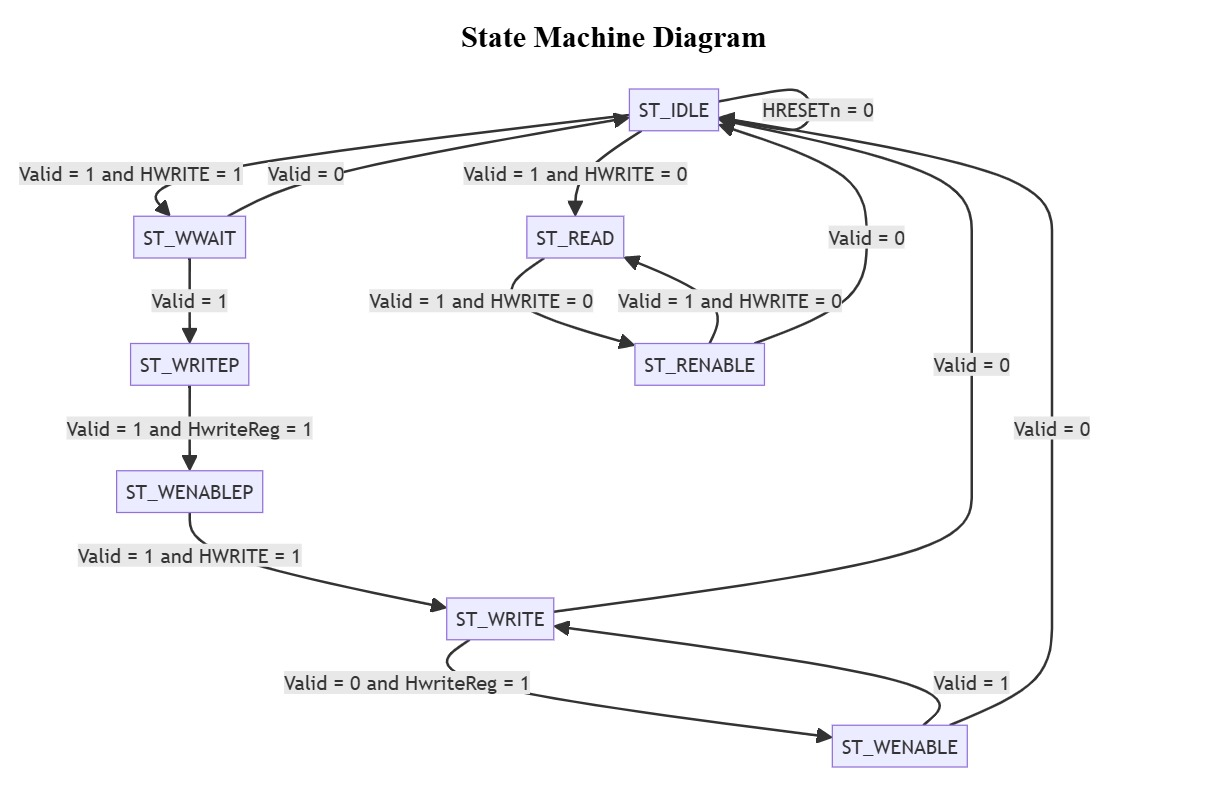 State Machine Diagram
ST_IDLE
HRESETn = 0
Valid = 1 and HWRITE = 1
Valid = 0
Valid = 1 and HWRITE = 0
ST_WWAIT
ST_READ
Valid = 0
Valid = 1
Valid = 1 and HWRITE = 0
Valid = 1 and HWRITE = 0
ST_WRITEP
ST_RENABLE
Valid = 0
Valid = 1 and HwriteReg = 1
Valid = 0
ST_WENABLEP
Valid = 1 and HWRITE = 1
ST_WRITE
Valid = 0 and HwriteReg = 1
Valid = 1
ST_WENABLE